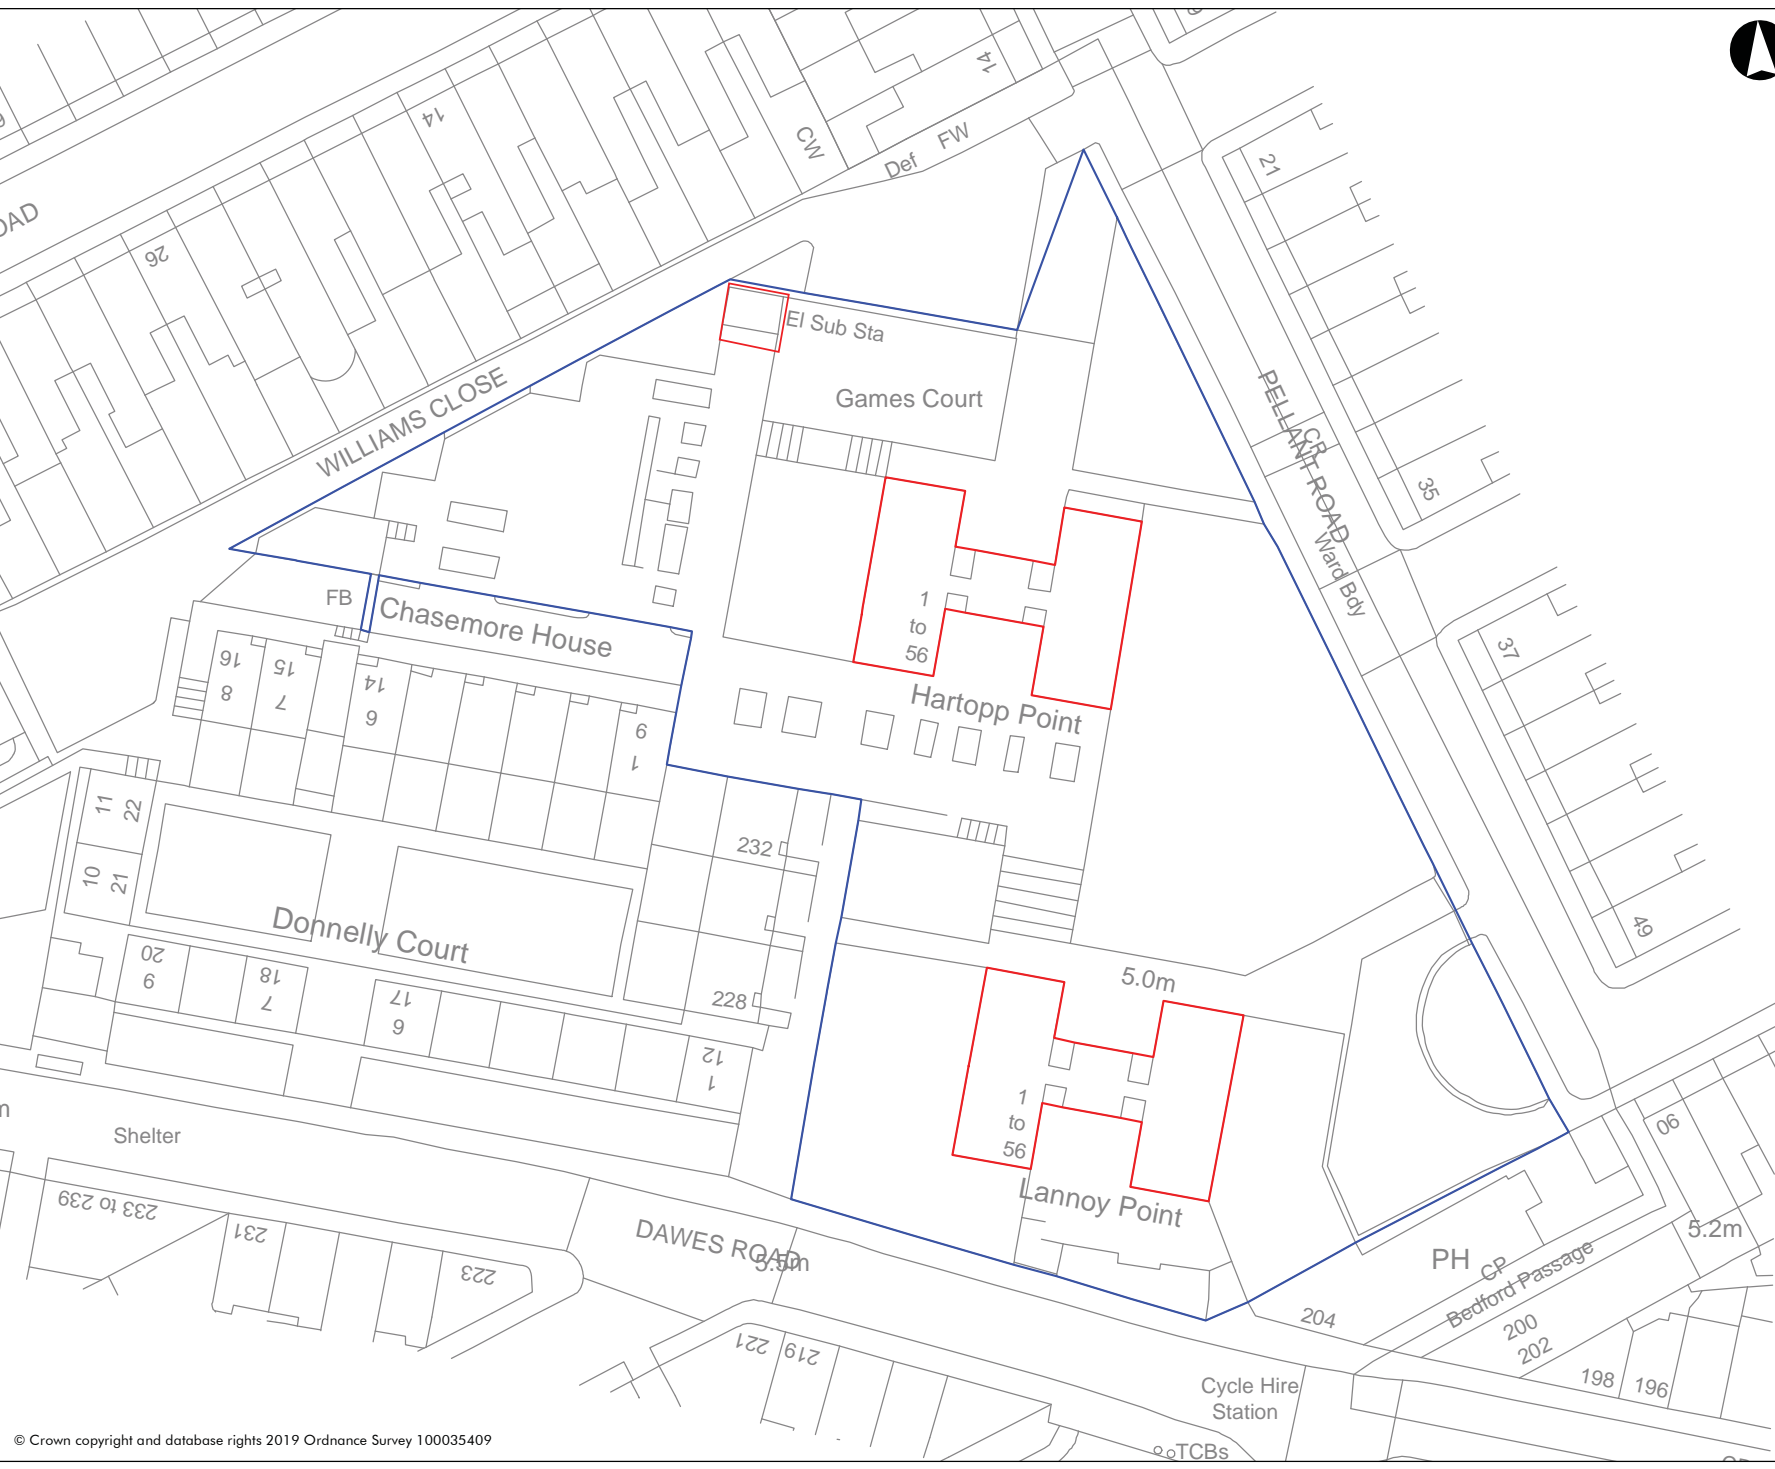 14
14
CW
Def FW
21
OAD
26
El Sub Sta
Games Court
WILLIAMS CLOSE
PELLANT ROAD
CR
35
Ward Bdy
FB
Chasemore House
1
to
56
Hartopp Point
37
16
8
15
7
14
6
9
1
11
22
10
21
232
Donnelly Court
49
20
9
18
7
17
6
228
12
1
5.0m
1
to
56
Lannoy Point
Shelter
90
233 to 239
231
223
DAWES ROAD
5.5m
PH
CP
Bedford Passage
5.2m
204
200
202
221
219
198
196
Cycle Hire
Station
TCBs
© Crown copyright and database rights 2019 Ordnance Survey 100035409